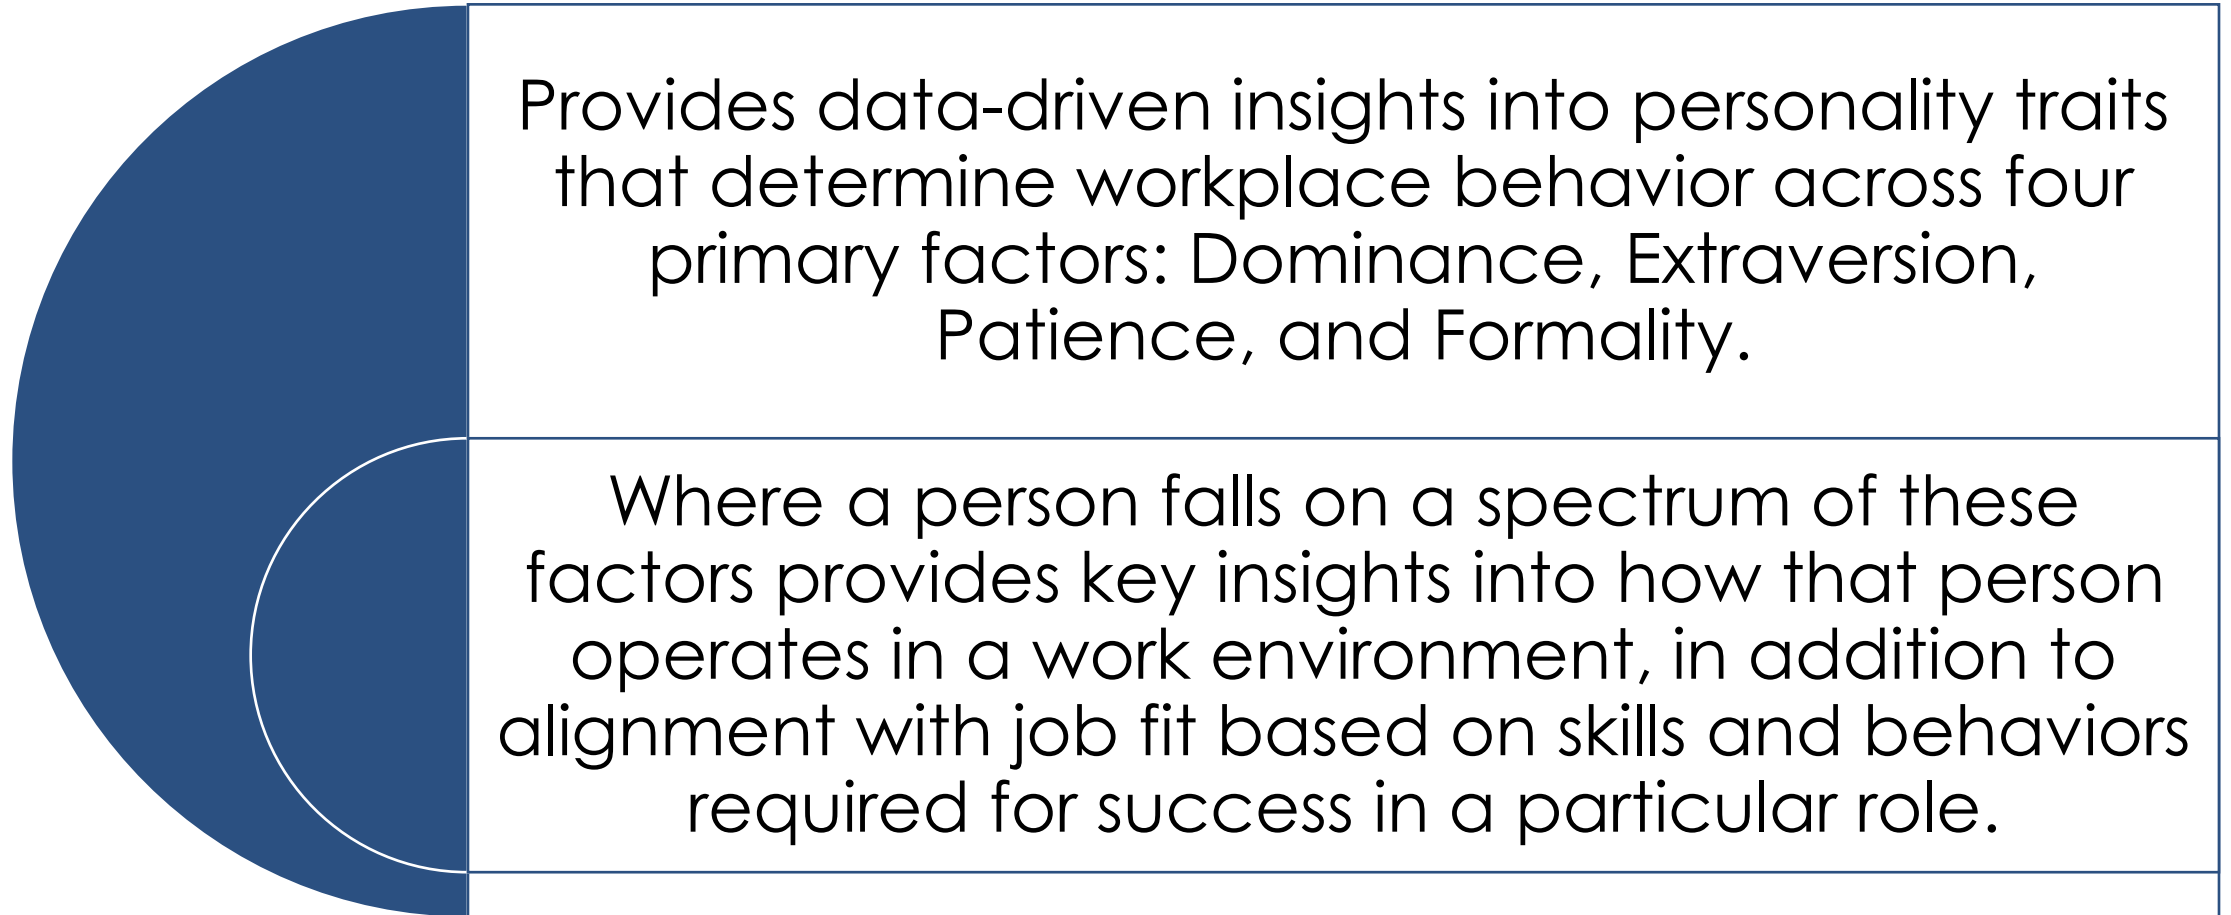 Provides data-driven insights into personality traits
that determine workplace behavior across four
primary factors: Dominance, Extraversion,
Patience, and Formality.
Where a person falls on a spectrum of these
factors provides key insights into how that person
operates in a work environment, in addition to
alignment with job fit based on skills and behaviors
required for success in a particular role.